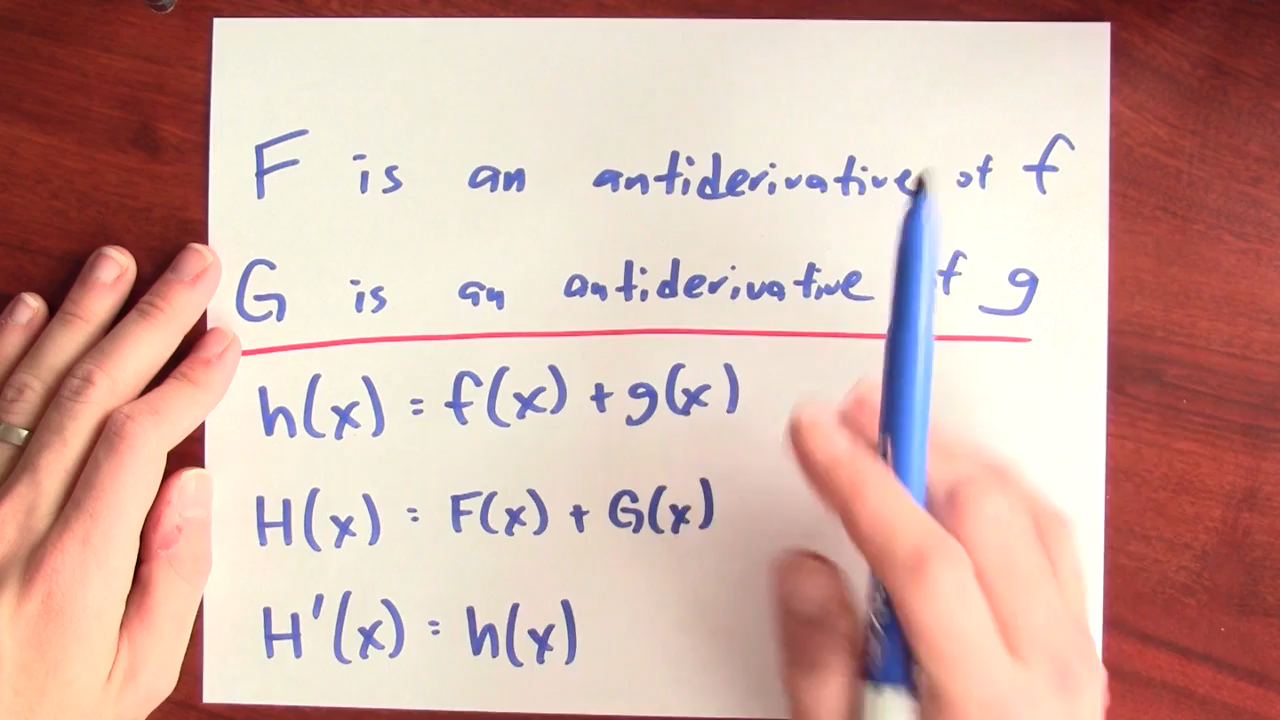 F is an antiderivative of f
G is an antiderivative f g
h(x) = f(x) + g(x)
H(x) = F(x) + G(x)
H'(x) = h(x)